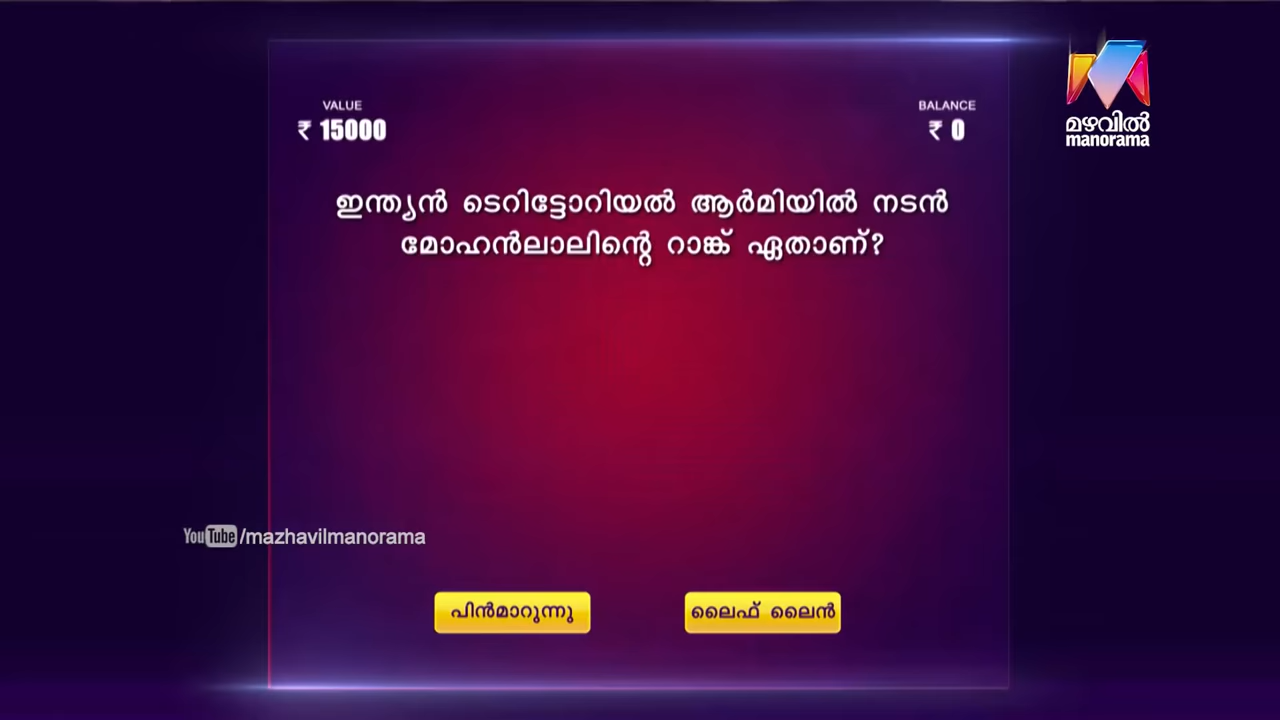 VALUE
₹ 15000
BALANCE
₹ 0
മഴവിൽ
manorama
ഇന്ത്യൻ ടെറിട്ടോറിയൽ ആർമിയിൽ നടൻ
മോഹൻലാലിന്റെ റാങ്ക് ഏതാണ്?
YouTube/mazhavilmanorama
പിൻമാറുന്നു
ലൈഫ് ലൈൻ